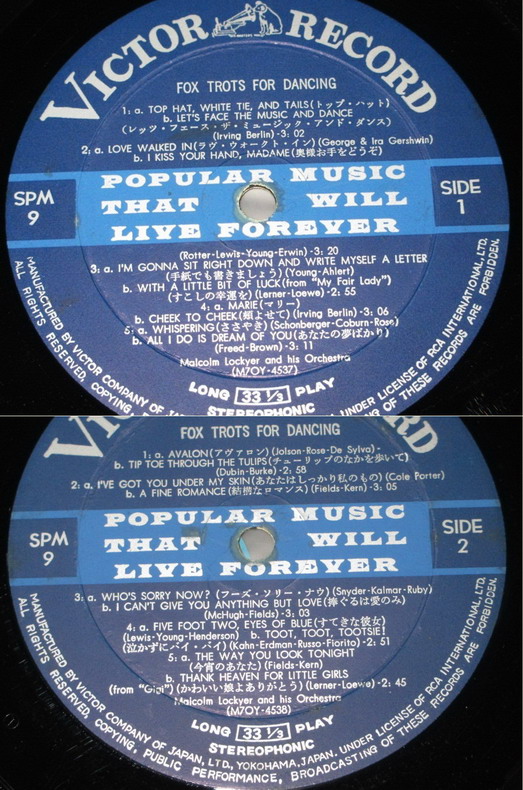 VICTOR RECORD
FOX TROTS FOR DANCING
1: a. TOP HAT, WHITE TIE, AND TAILS(トップ・ハット)
b. LET'S FACE THE MUSIC AND DANCE
(レッツ・フェース・ザ・ミュージック・アンド・ダンス)
(Irving Berlin)-3: 02
2: a. LOVE WALKED IN(ラヴ・ウォークト・イン)(George & Ira Gershwin)
b. I KISS YOUR HAND, MADAME(奥様お手をどうぞ)
POPULAR MUSIC
THAT WILL
LIVE FOREVER
SPM
9
SIDE
1
(Rotter-Lewis-Young-Erwin)-3: 20
3: a. I'M GONNA SIT RIGHT DOWN AND WRITE MYSELF A LETTER
(手紙でも書きましょう)(Young-Ahlert)
b. WITH A LITTLE BIT OF LUCK(from "My Fair Lady")
(すこしの幸運を)(Lerner-Loewe)-2: 55
4: a. MARIE(マリー)
b. CHEEK TO CHEEK(頬よせて)(Irving Berlin)-3: 06
5: a. WHISPERING(ささやき)(Schonberger-Coburn-Rose)
b. ALL I DO IS DREAM OF YOU(あなたの夢ばかり)
(Freed-Brown)-3: 11
Malcolm Lockyer and his Orchestra
(M7OY-4537)
LONG 33 1/3 PLAY
STEREOPHONIC
MANUFACTURED BY VICTOR COMPANY OF UNDER LICENSE OF RCA INTERNATIONAL, LTD.
ALL RIGHTS RESERVED, COPYING, OF THESE RECORDS ARE FORBIDDEN.
FOX TROTS FOR DANCING
1: a. AVALON(アヴァロン)(Jolson-Rose-De Sylva)-
b. TIP TOE THROUGH THE TULIPS(チューリップのなかを歩いて)
(Dubin-Burke)-2: 58
2: a. I'VE GOT YOU UNDER MY SKIN(あなたはしっかり私のもの)(Cole Porter)
b. A FINE ROMANCE(結構なロマンス)(Fields-Kern)-3: 05
POPULAR MUSIC
THAT WILL
LIVE FOREVER
SPM
9
SIDE
2
3: a. WHO'S SORRY NOW?(フーズ・ソリー・ナウ)(Snyder-Kalmar-Ruby)
b. I CAN'T GIVE YOU ANYTHING BUT LOVE(捧ぐるは愛のみ)
(McHugh-Fields)-3: 03
4: a. FIVE FOOT TWO, EYES OF BLUE(すてきな彼女)
(Lewis-Young-Henderson) b. TOOT, TOOT, TOOTSIE!
(泣かずにバイ・バイ)(Kahn-Erdman-Russo-Fiorito)-2: 51
5: a. THE WAY YOU LOOK TONIGHT
(今宵のあなた)(Fields-Kern)
b. THANK HEAVEN FOR LITTLE GIRLS
(from "Gigi")(かわいい娘よありがとう)(Lerner-Loewe)-2: 45
Malcolm Lockyer and his Orchestra
(M7OY-4538)
LONG 33 1/3 PLAY
STEREOPHONIC
MANUFACTURED BY VICTOR COMPANY OF JAPAN, LTD., YOKOHAMA, JAPAN. UNDER LICENSE OF RCA INTERNATIONAL, LTD.
ALL RIGHTS RESERVED, COPYING, PUBLIC PERFORMANCE, BROADCASTING OF THESE RECORDS ARE FORBIDDEN.